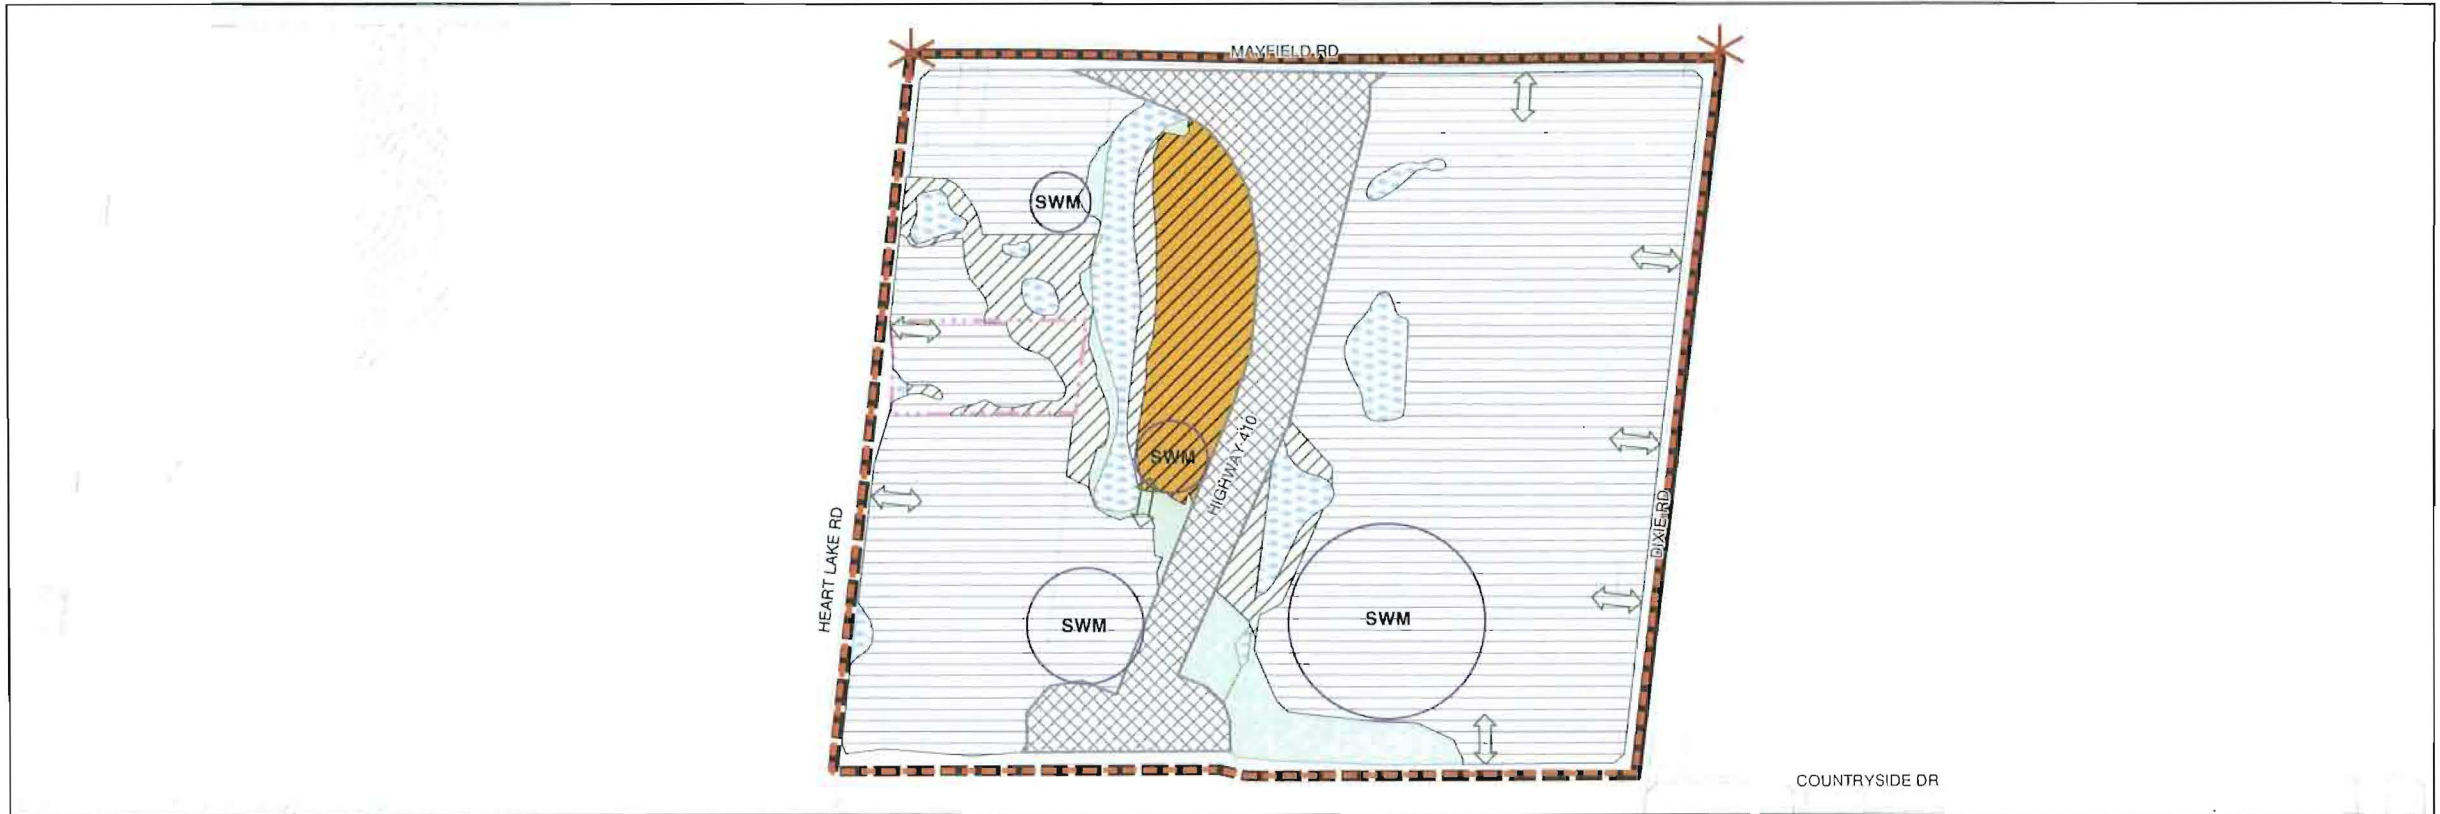 MAYFIELD RD
SWM
HIGHWAY 410
SWM
DIXIE RD
HEART LAKE RD
SWM
SWM
COUNTRYSIDE DR